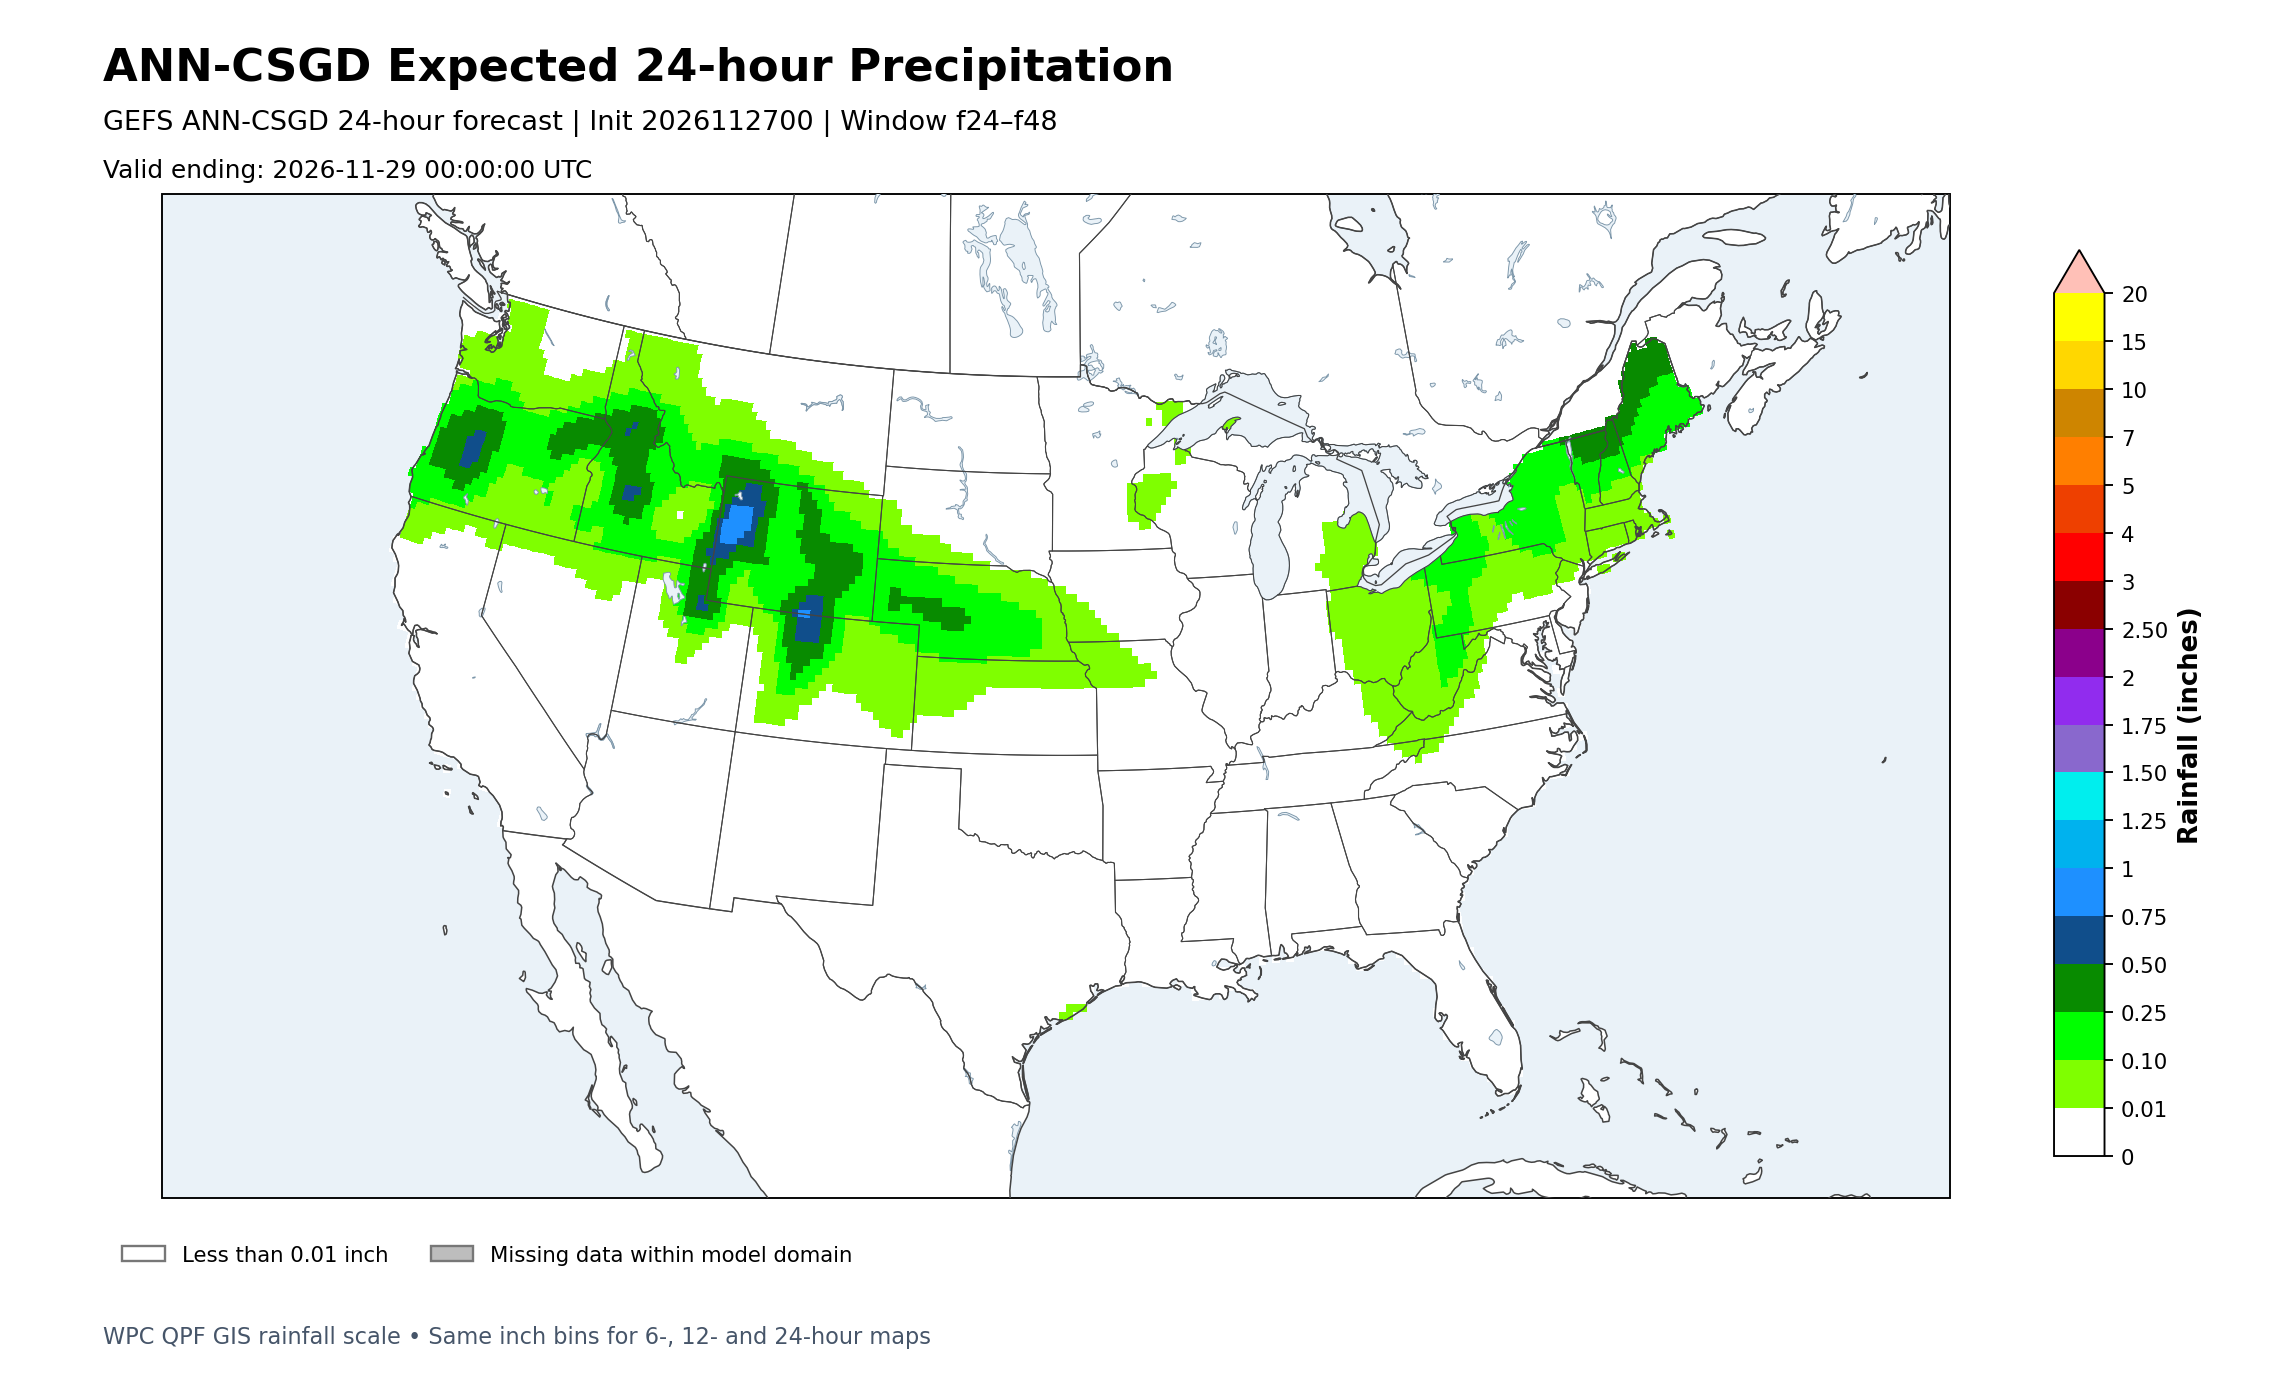 ANN-CSGD Expected 24-hour Precipitation
GEFS ANN-CSGD 24-hour forecast | Init 2026112700 | Window f24–f48
Valid ending: 2026-11-29 00:00:00 UTC
20
15
10
7
5
4
3
2.50
2
1.75
1.50
1.25
1
0.75
0.50
0.25
0.10
0.01
0
Rainfall (inches)
Less than 0.01 inch
Missing data within model domain
WPC QPF GIS rainfall scale • Same inch bins for 6-, 12- and 24-hour maps